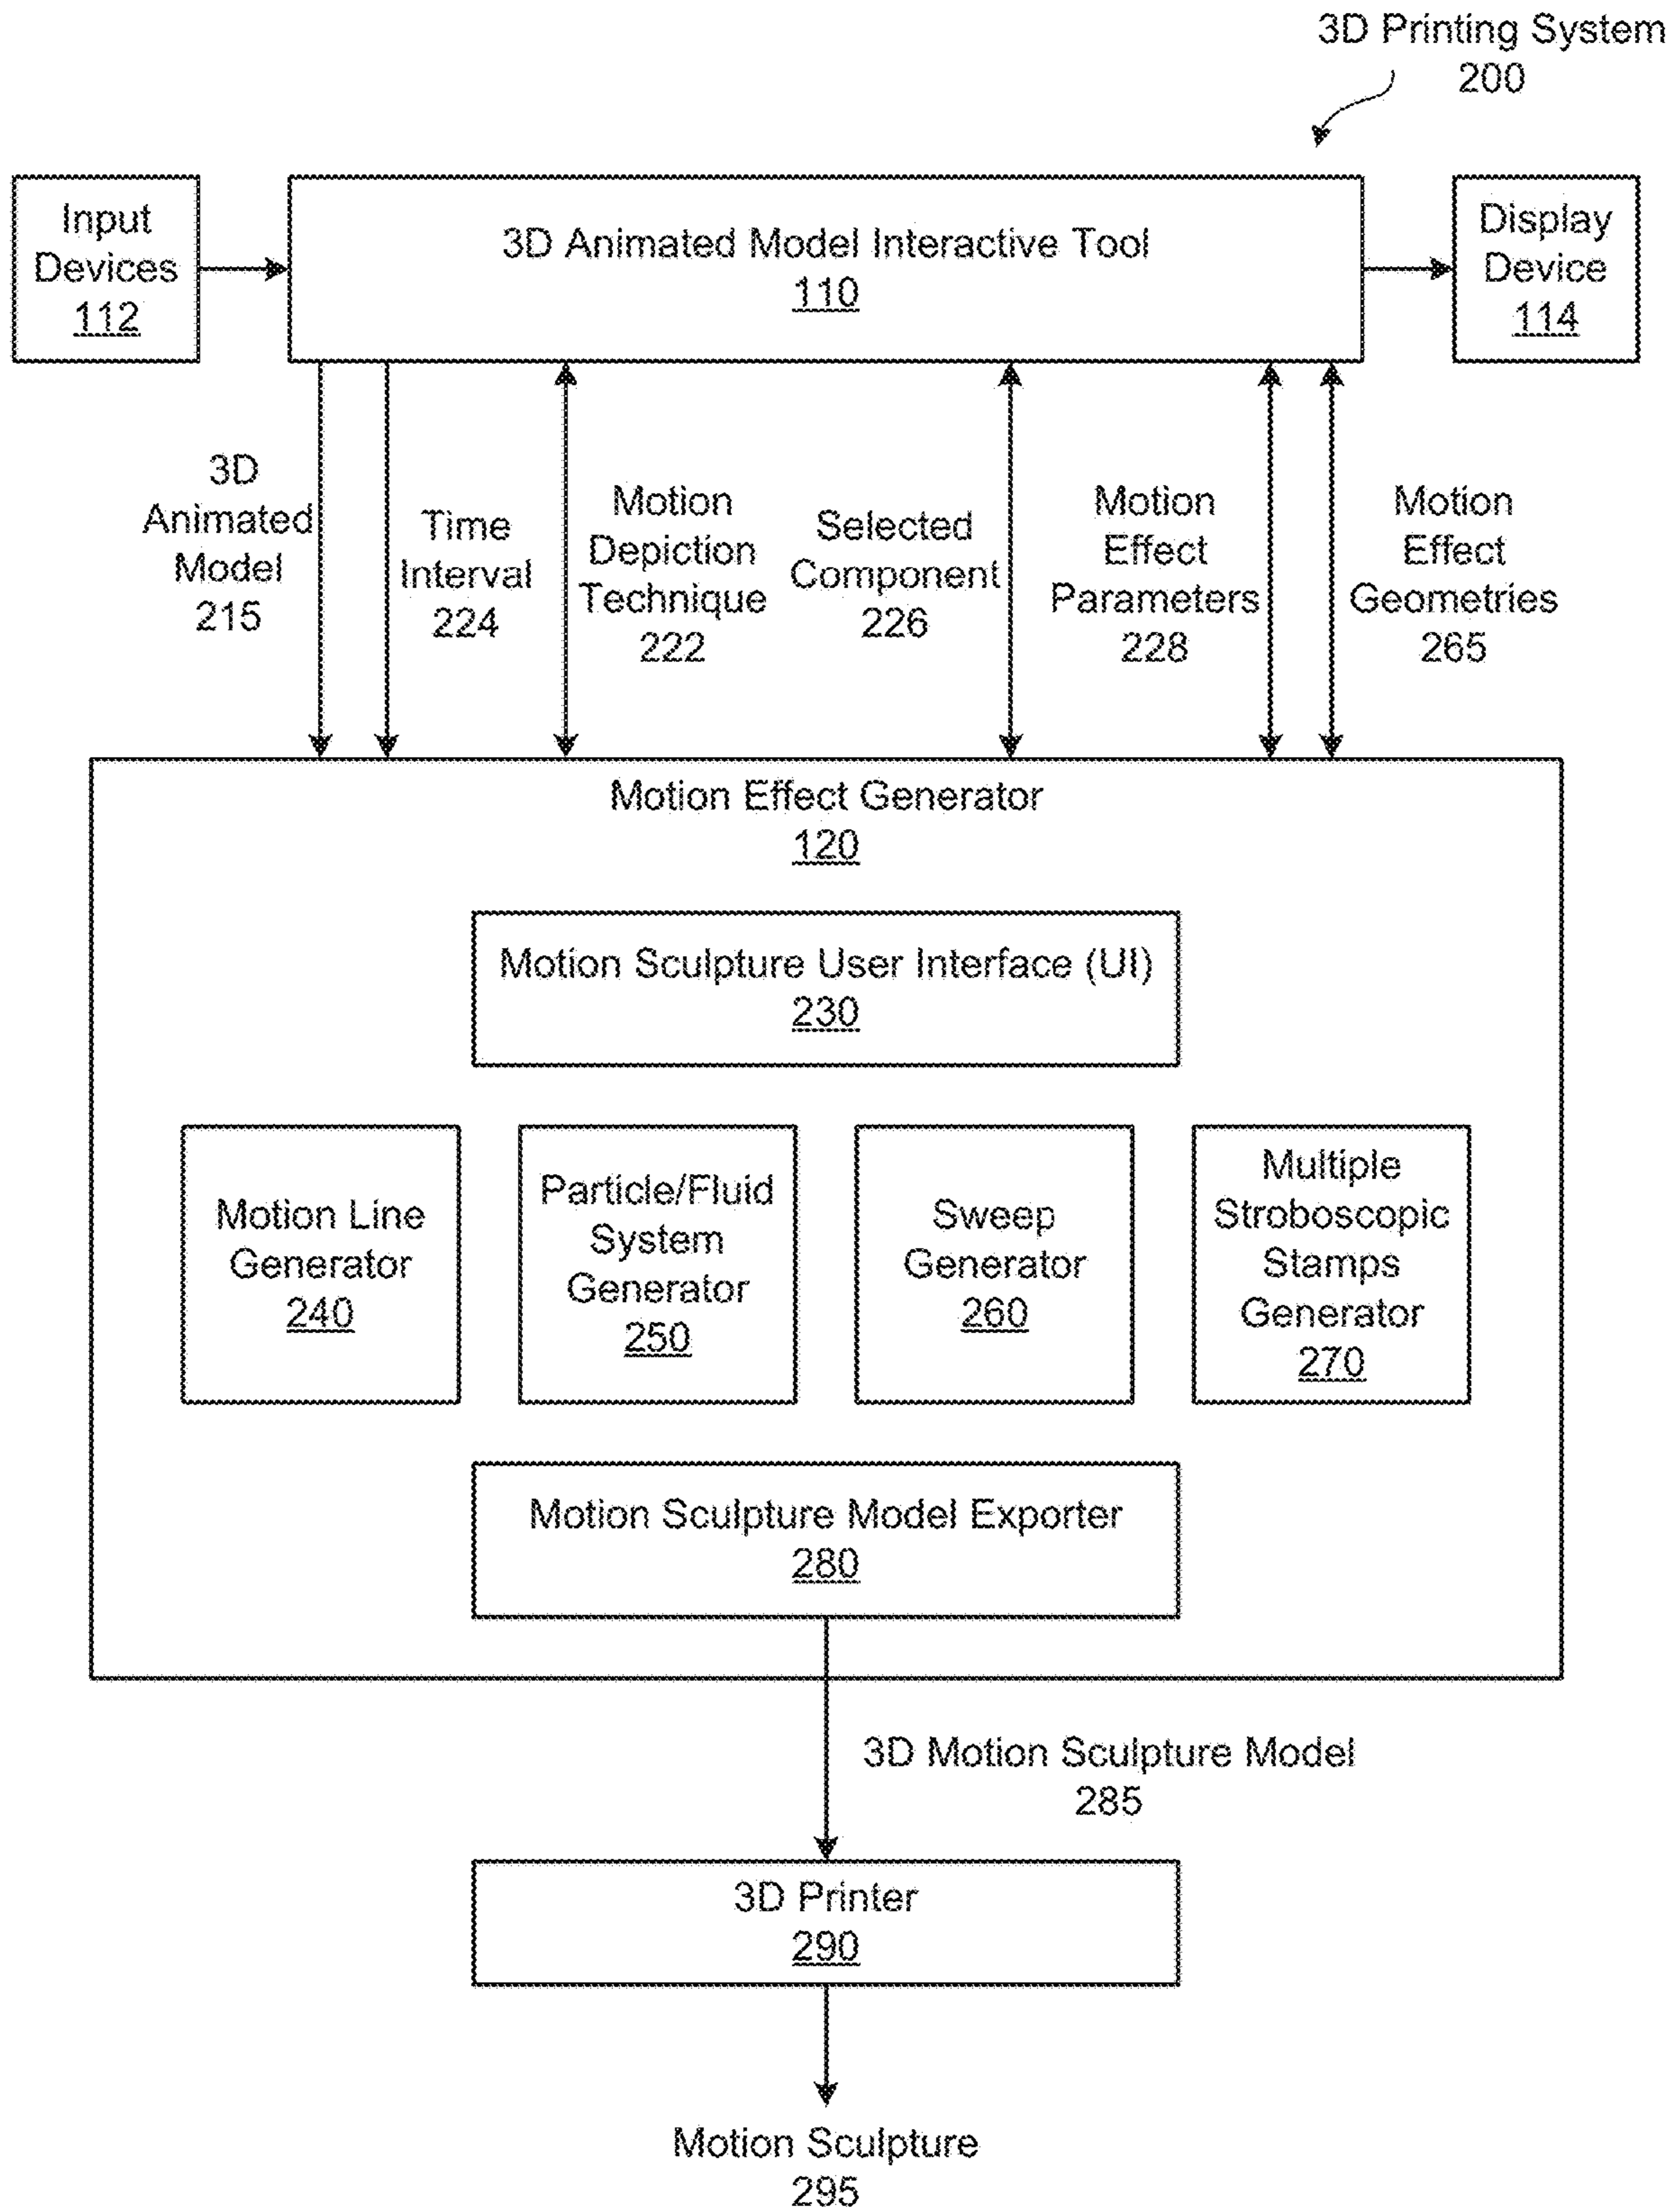 3D Printing System
200
Input
Devices
112
3D Animated Model Interactive Tool
110
Display
Device
114
3D
Animated
Model
215
Time
Interval
224
Motion
Depiction
Technique
222
Selected
Component
226
Motion
Effect
Parameters
228
Motion
Effect
Geometries
265
Motion Effect Generator
120
Motion Sculpture User Interface (UI)
230
Motion Line
Generator
240
Particle/Fluid
System
Generator
250
Sweep
Generator
260
Multiple
Stroboscopic
Stamps
Generator
270
Motion Sculpture Model Exporter
280
3D Motion Sculpture Model
285
3D Printer
290
Motion Sculpture
295